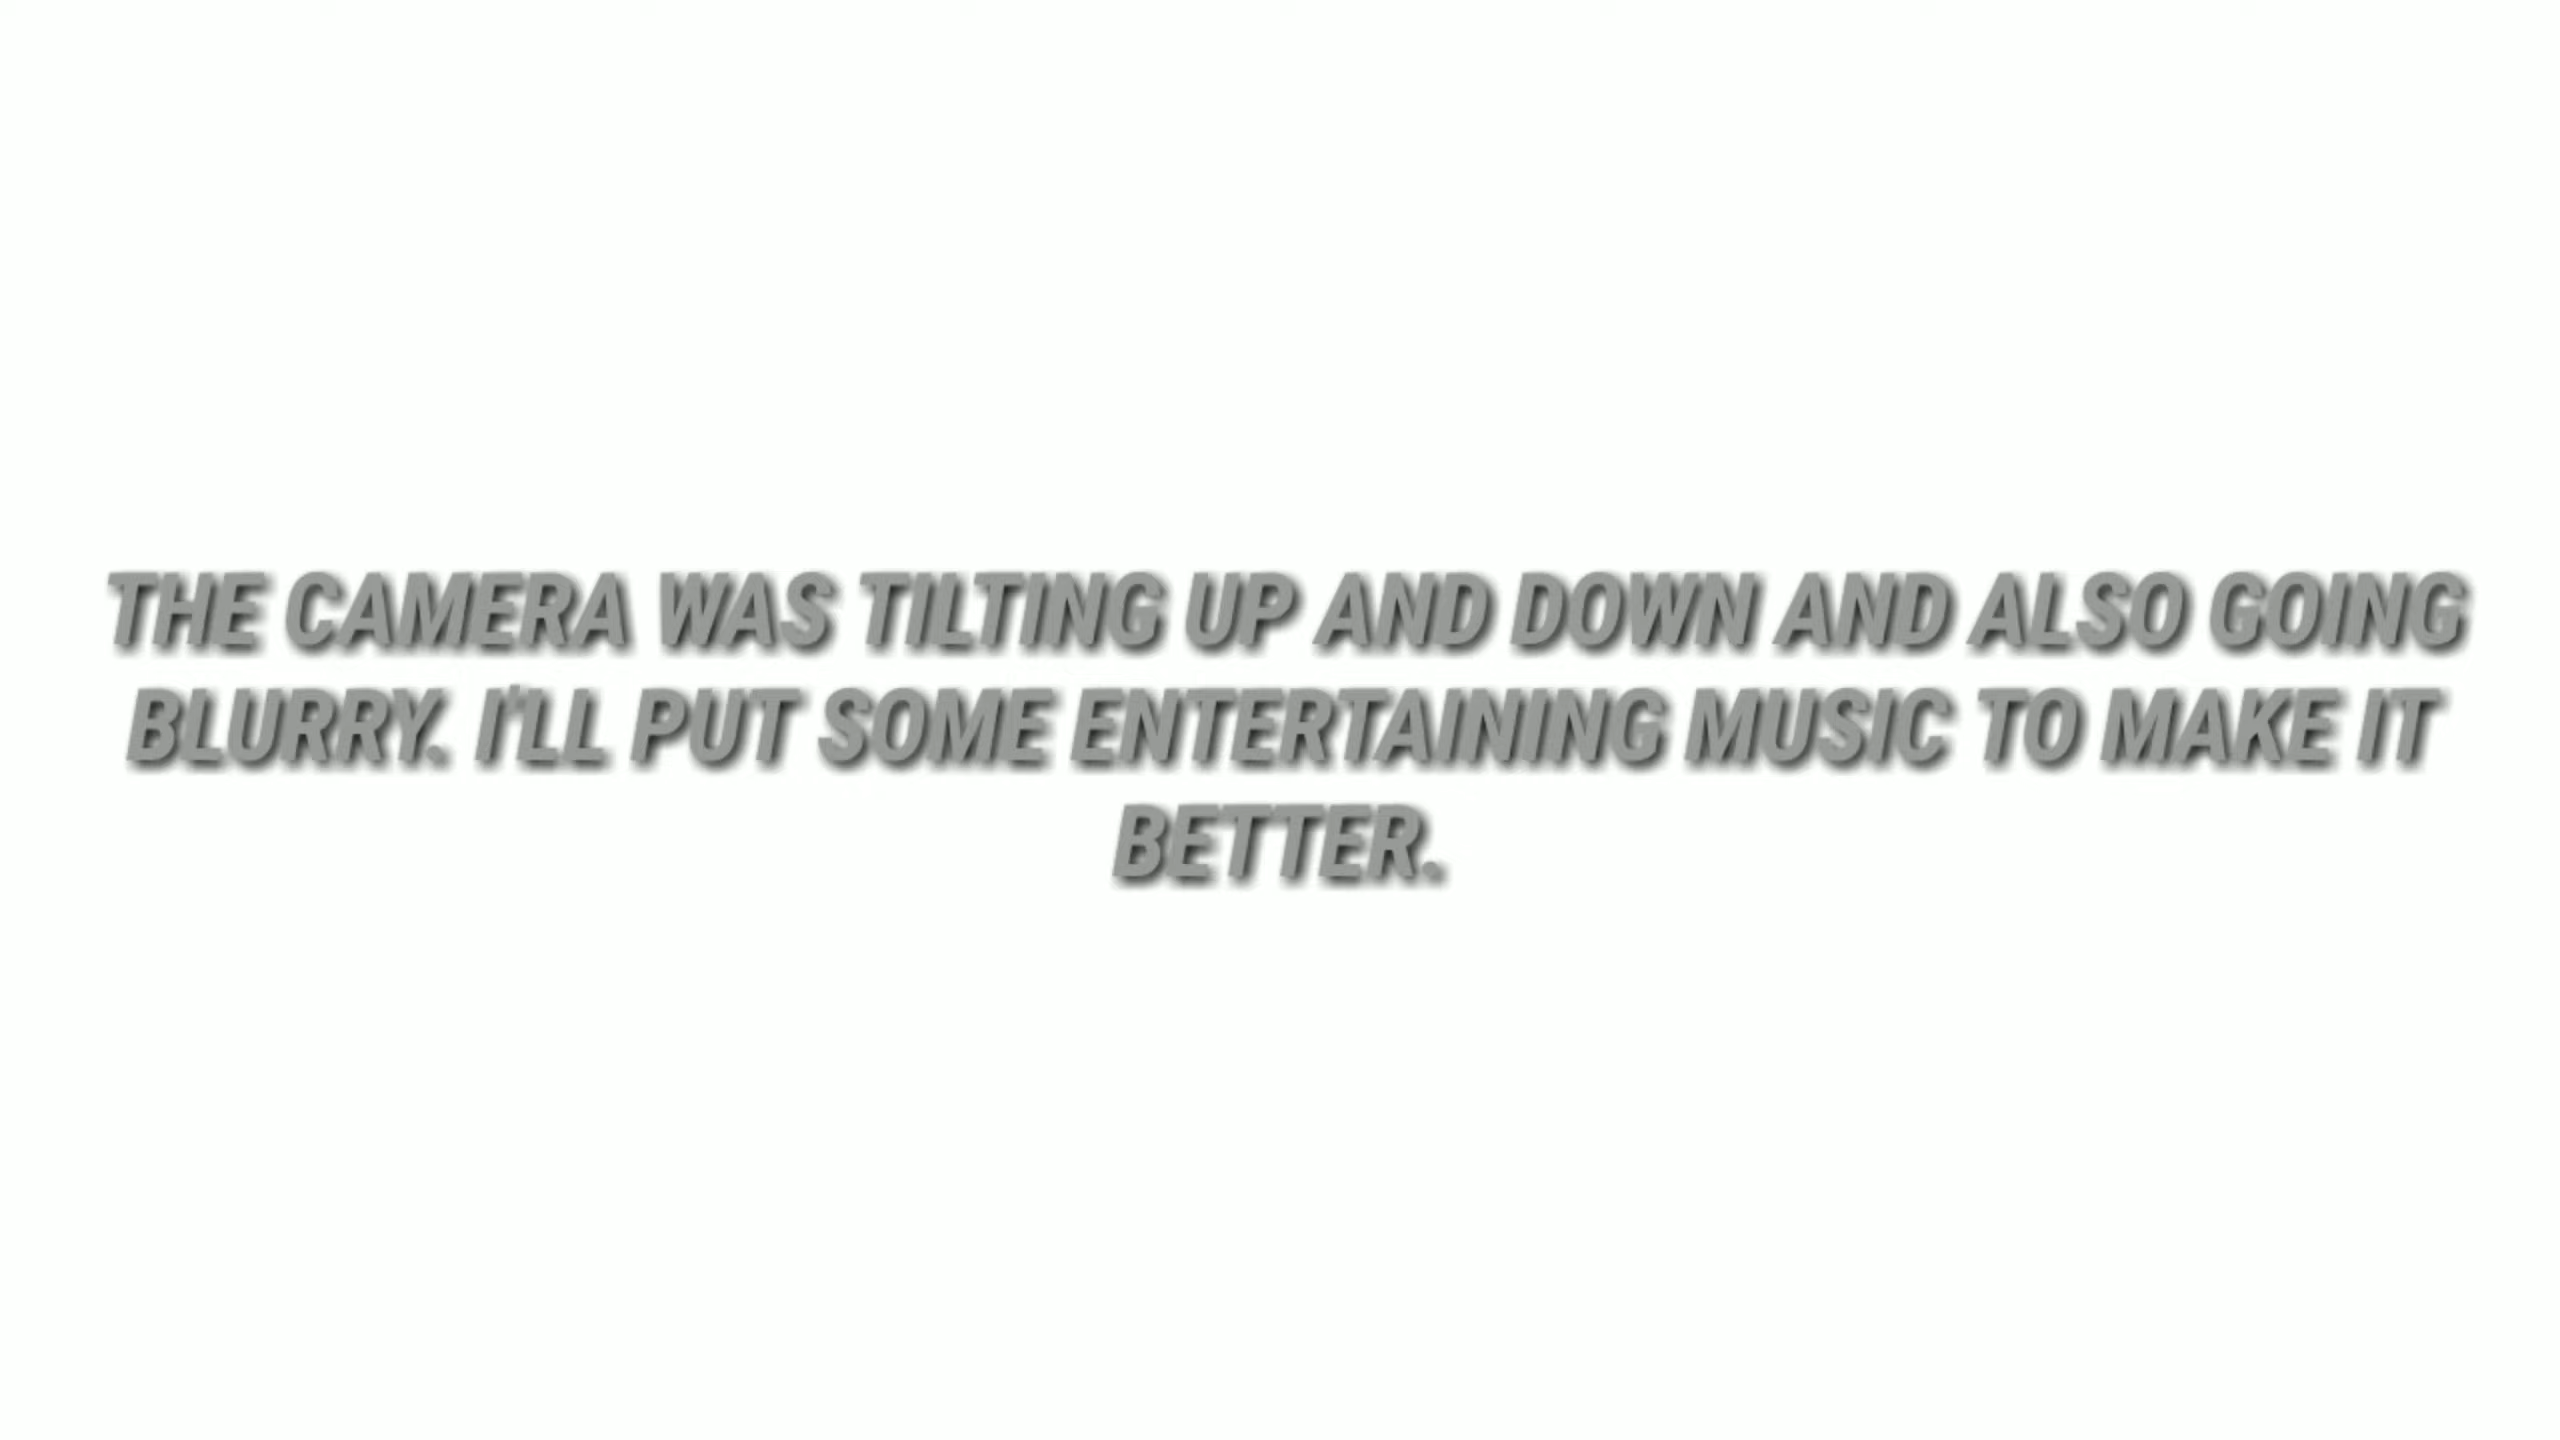 THE CAMERA WAS TILTING UP AND DOWN AND ALSO GOING
BLURRY. I'LL PUT SOME ENTERTAINING MUSIC TO MAKE IT
BETTER.